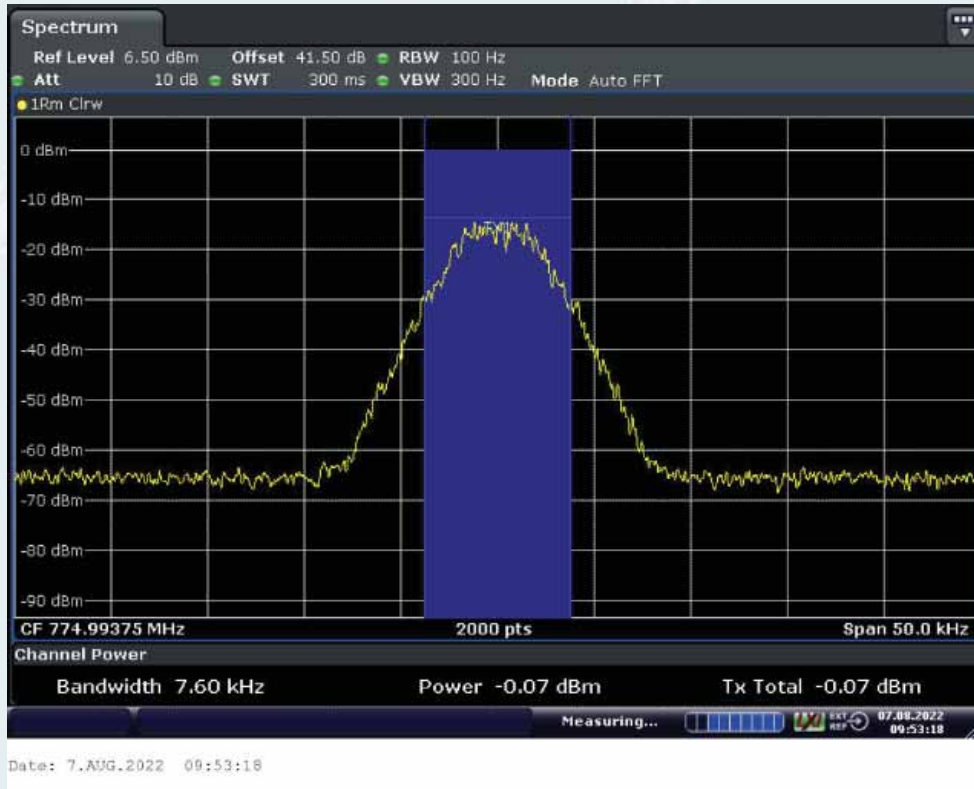 Spectrum
Ref Level 6.50 dBm Offset 41.50 dB RBW 100 Hz
Att 10 dB SWT 300 ms VBW 300 Hz Mode Auto FFT
1Rm Clrw
0 dBm
-10 dBm
-20 dBm
-30 dBm
-40 dBm
-50 dBm
-60 dBm
-70 dBm
-80 dBm
-90 dBm
CF 774.99375 MHz 2000 pts Span 50.0 kHz
Channel Power
Bandwidth 7.60 kHz Power -0.07 dBm Tx Total -0.07 dBm
Measuring... LXI EXT REF 07.08.2022
09:53:18
Date: 7.AUG.2022 09:53:18